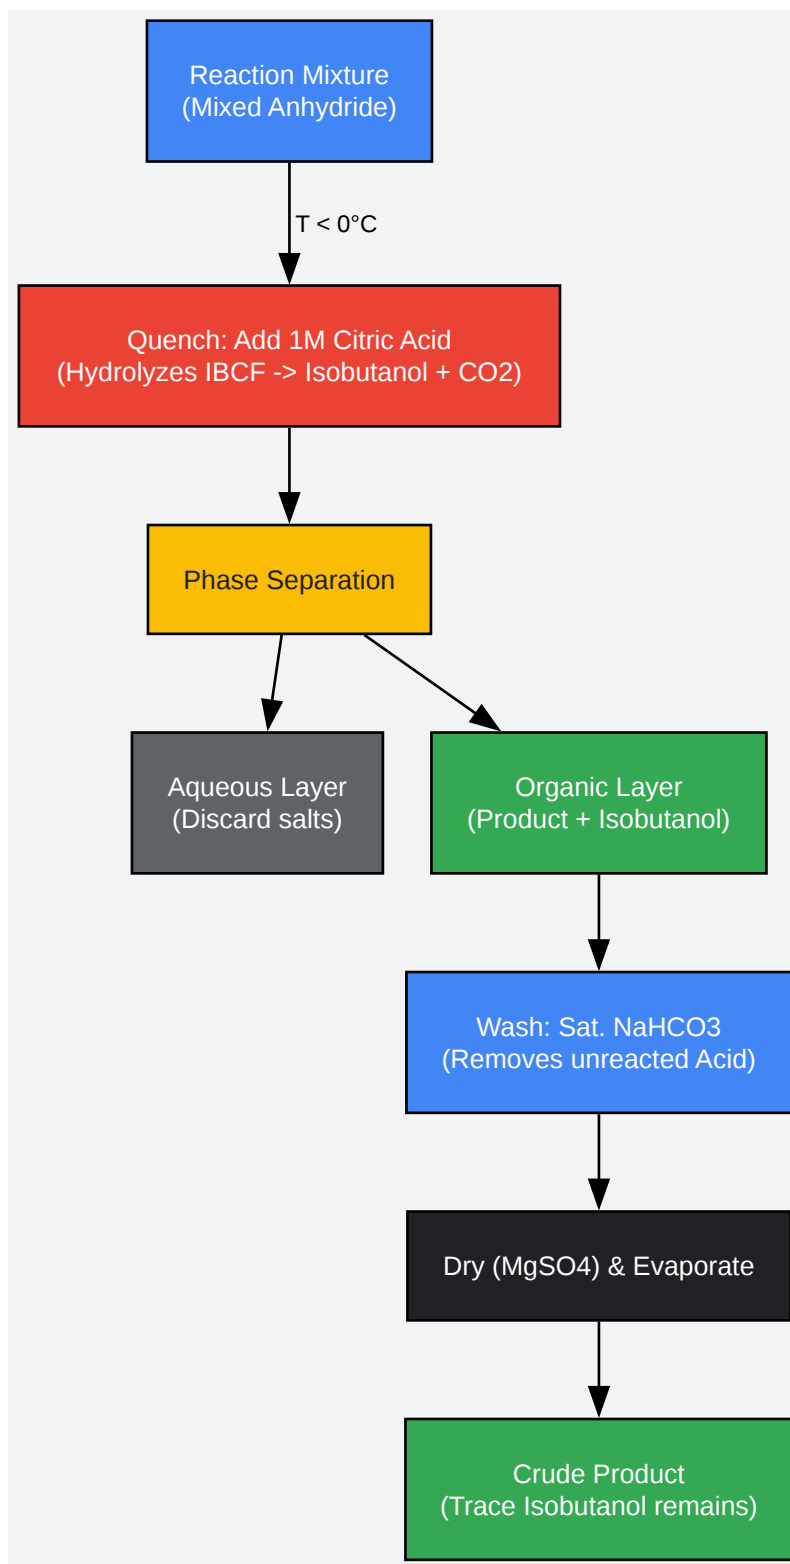 Reaction Mixture
(Mixed Anhydride)
T < 0°C
Quench: Add 1M Citric Acid
(Hydrolyzes IBCF -> Isobutanol + CO2)
Phase Separation
Aqueous Layer
(Discard salts)
Organic Layer
(Product + Isobutanol)
Wash: Sat. NaHCO3
(Removes unreacted Acid)
Dry (MgSO4) & Evaporate
Crude Product
(Trace Isobutanol remains)